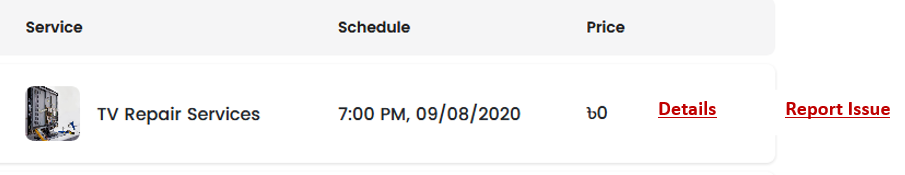 Service Schedule Price
TV Repair Services 7:00 PM, 09/08/2020 ৳0 Details Report Issue